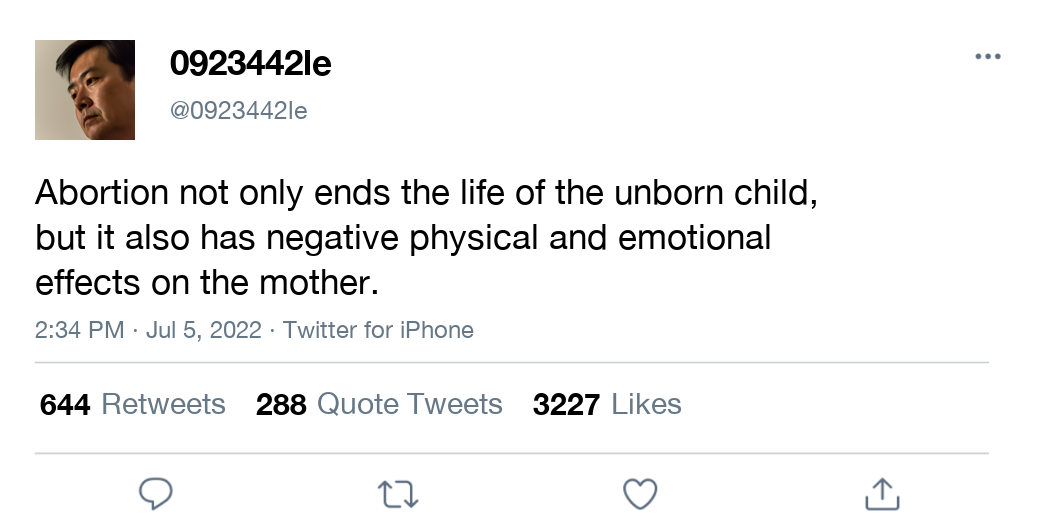 0923442le
@0923442le
Abortion not only ends the life of the unborn child,
but it also has negative physical and emotional
effects on the mother.
2:34 PM · Jul 5, 2022 · Twitter for iPhone
644 Retweets 288 Quote Tweets 3227 Likes